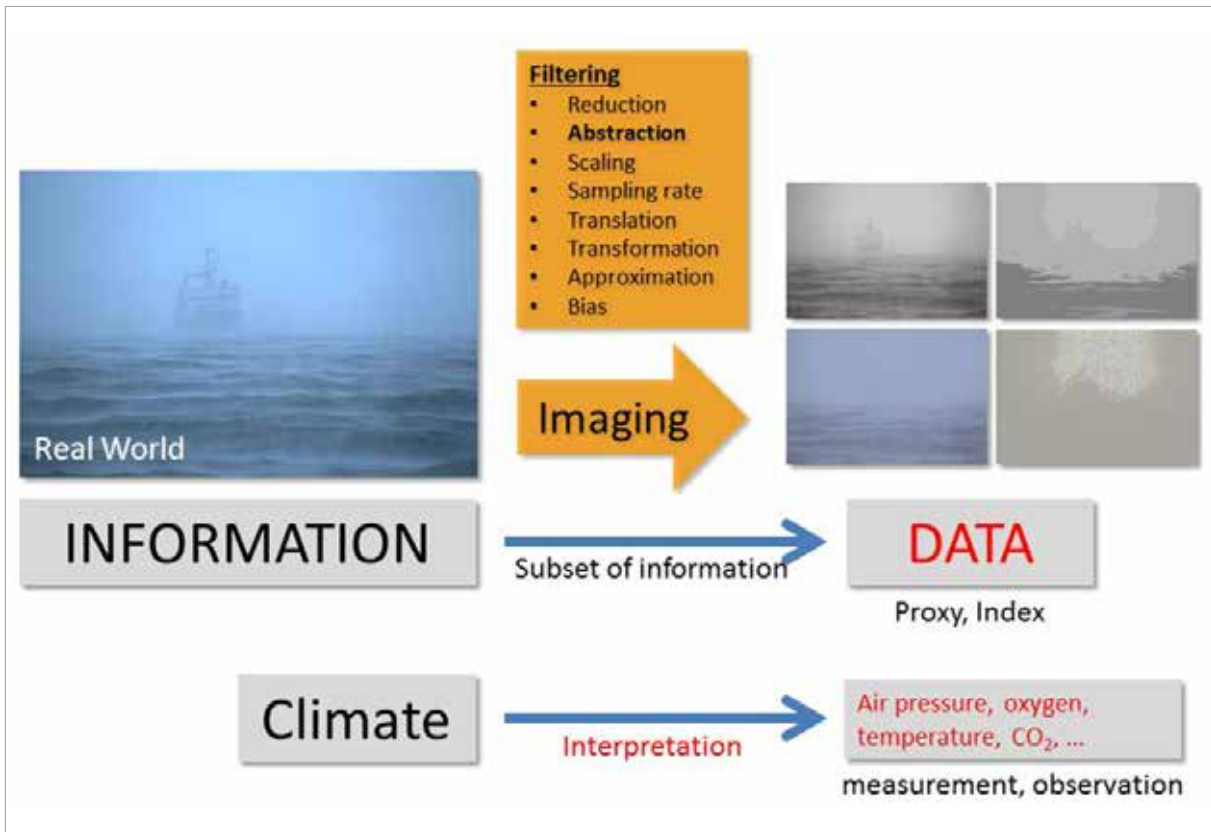 Filtering
• Reduction
• Abstraction
• Scaling
• Sampling rate
• Translation
• Transformation
• Approximation
• Bias
Real World
Imaging
INFORMATION
Subset of information
DATA
Proxy, Index
Climate
Interpretation
Air pressure, oxygen,
temperature, CO₂, ...
measurement, observation